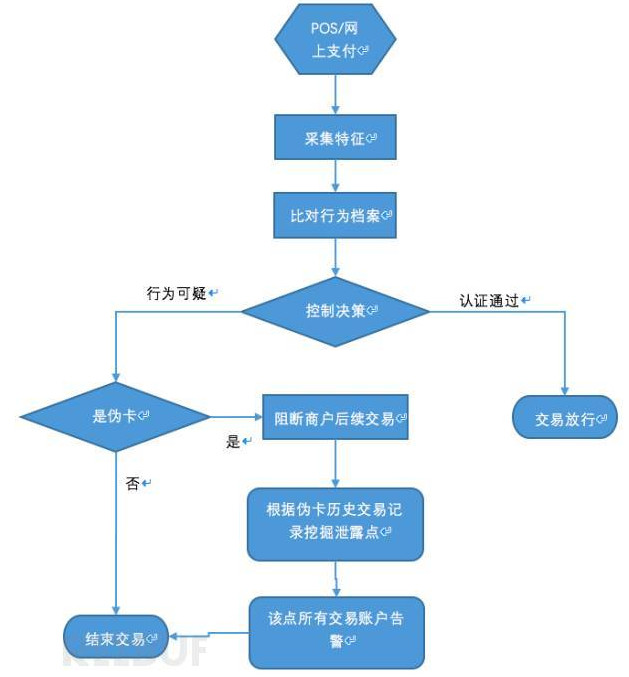 POS/网
上支付
采集特征
比对行为档案
行为可疑
控制决策
认证通过
是伪卡
阻断商户后续交易
交易放行
是
否
根据伪卡历史交易记
录挖掘泄露点
该点所有交易账户告
警
结束交易